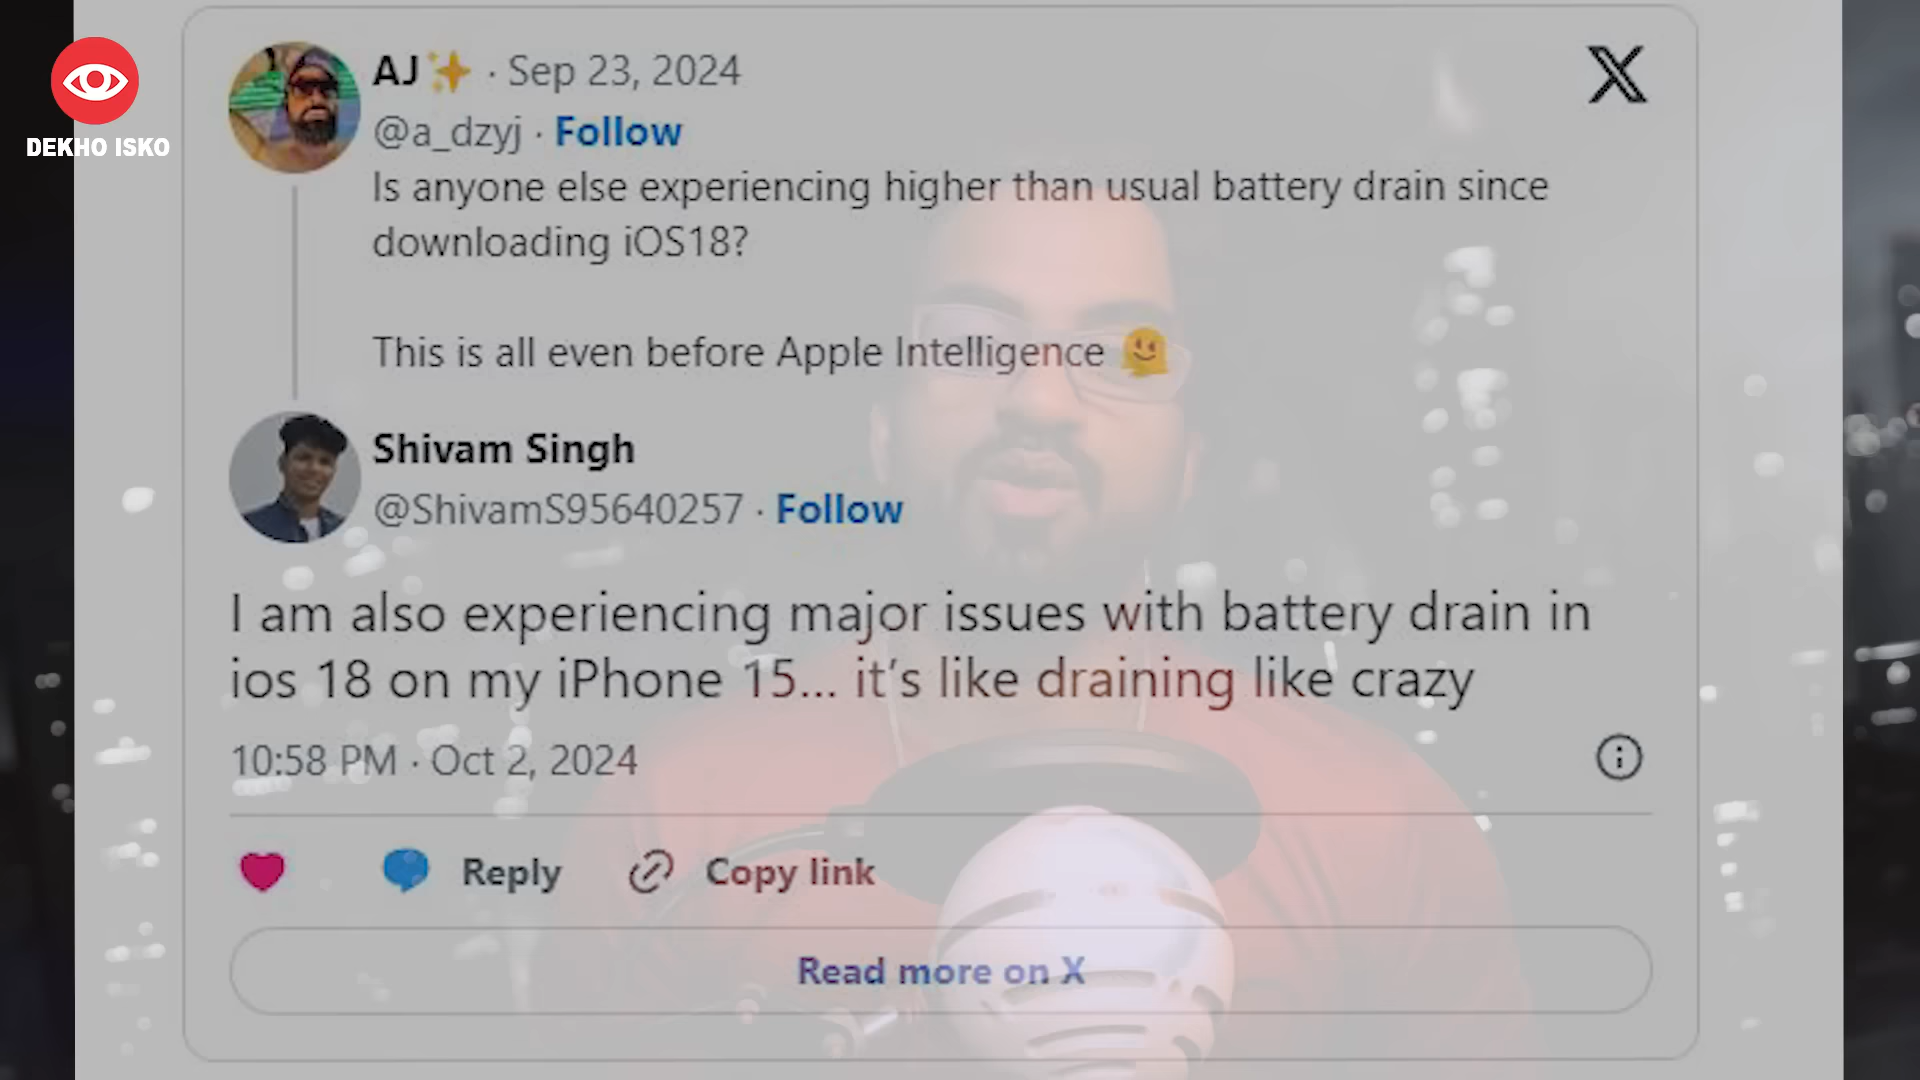 DEKHO ISKO
AJ✨ · Sep 23, 2024
@a_dzyj · Follow
Is anyone else experiencing higher than usual battery drain since
downloading iOS18?
This is all even before Apple Intelligence 🫠
Shivam Singh
@ShivamS95640257 · Follow
I am also experiencing major issues with battery drain in
ios 18 on my iPhone 15... it's like draining like crazy
10:58 PM · Oct 2, 2024
Reply
Copy link
Read more on X